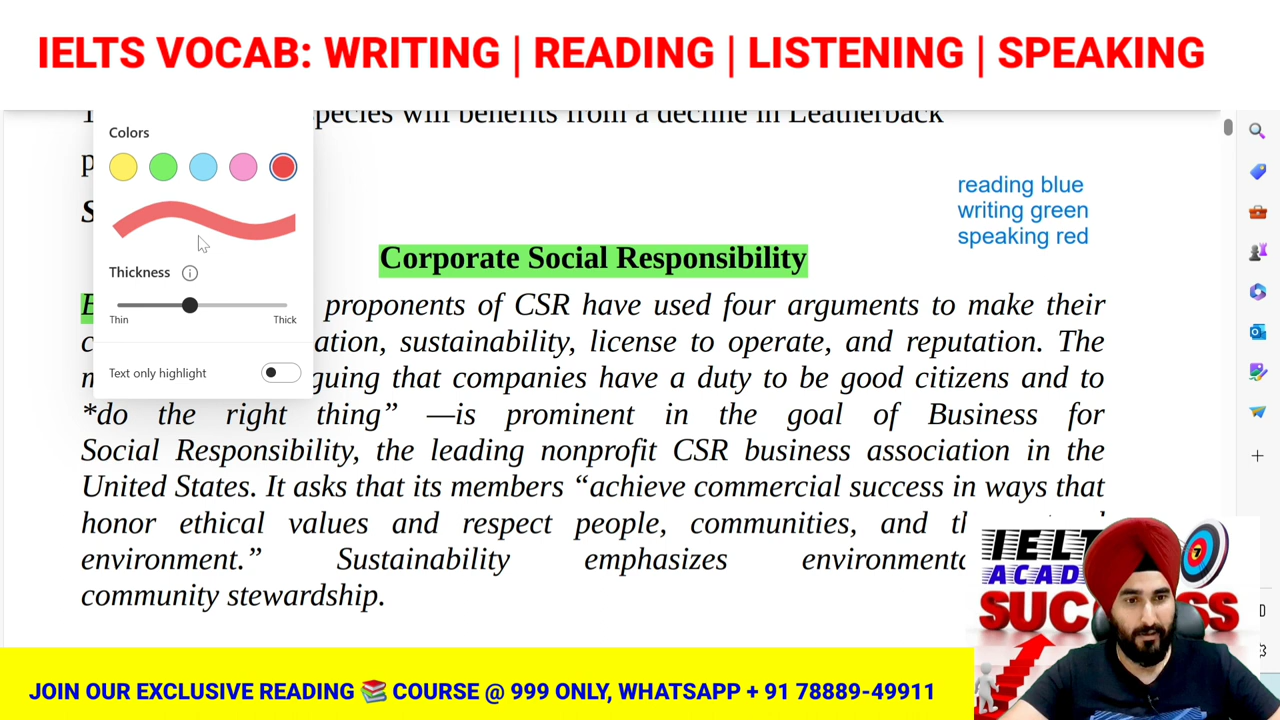 IELTS VOCAB: WRITING | READING | LISTENING | SPEAKING
species will benefits from a decline in Leatherback
Colors
reading blue
writing green
speaking red
Corporate Social Responsibility
Thickness
Thin Thick
proponents of CSR have used four arguments to make their
sustainability, license to operate, and reputation. The
Text only highlight
that companies have a duty to be good citizens and to
*do the right thing” —is prominent in the goal of Business for
Social Responsibility, the leading nonprofit CSR business association in the
United States. It asks that its members “achieve commercial success in ways that
honor ethical values and respect people, communities, and
environment.” Sustainability emphasizes
community stewardship.
7
JOIN OUR EXCLUSIVE READING 📚 COURSE @ 999 ONLY, WHATSAPP + 91 78889-49911